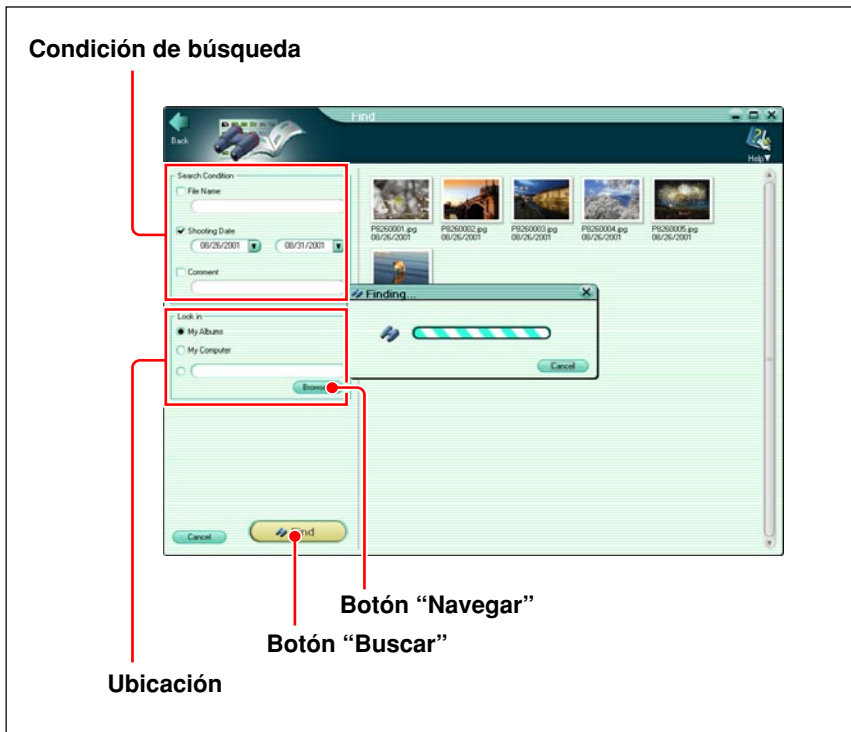 Condición de búsqueda
Find
Back
Help
Search Condition
File Name
Shooting Date
08/26/2001 08/31/2001
Comment
P8260001.jpg
08/26/2001
P8260002.jpg
08/26/2001
P8260003.jpg
08/26/2001
P8260004.jpg
08/26/2001
P8260005.jpg
08/26/2001
Finding...
Cancel
Look in
My Albums
My Computer
Cancel
Botón “Navegar”
Botón “Buscar”
Ubicación